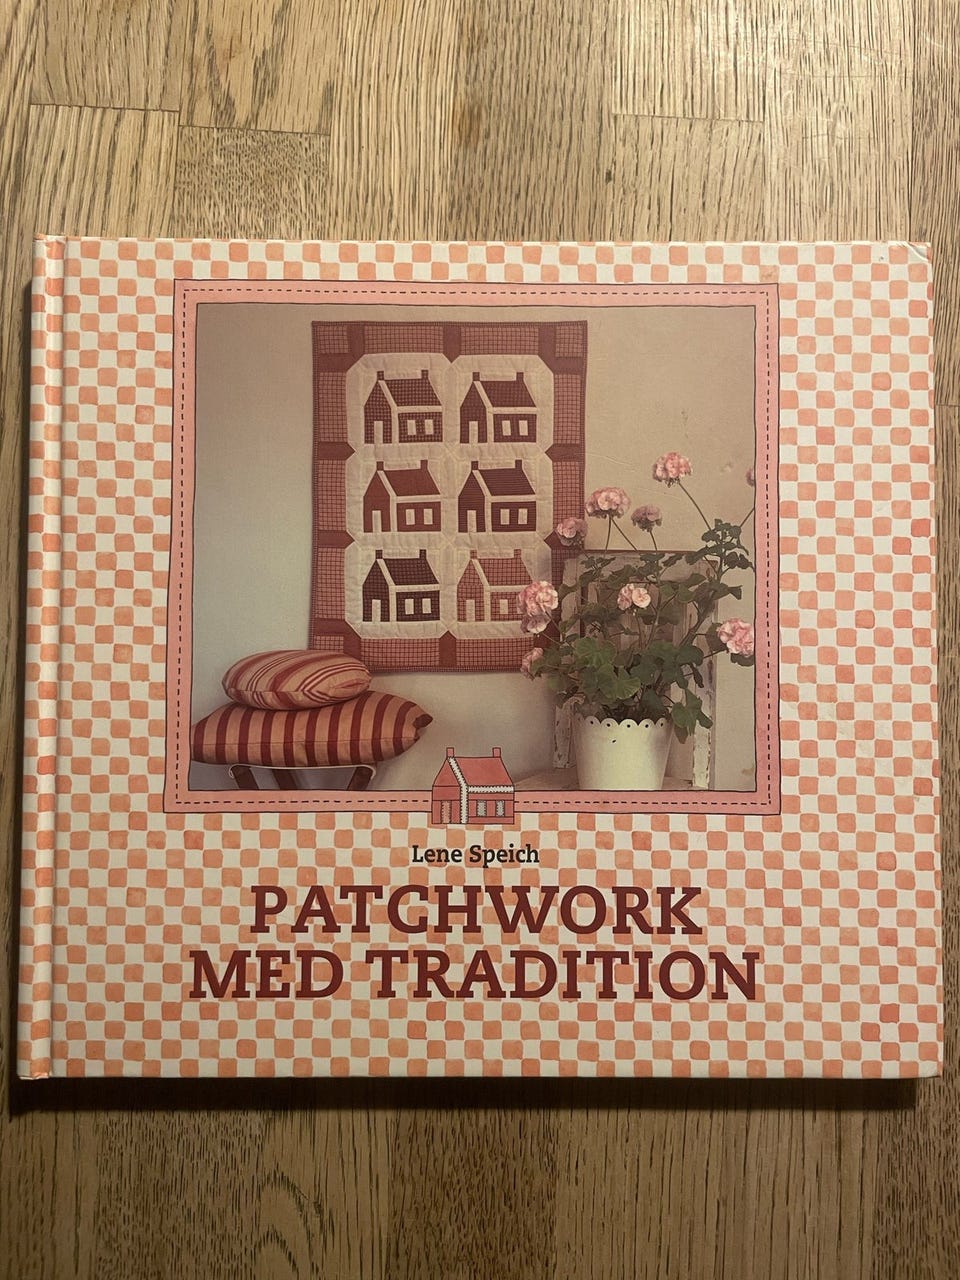 Lene Speich
PATCHWORK
MED TRADITION